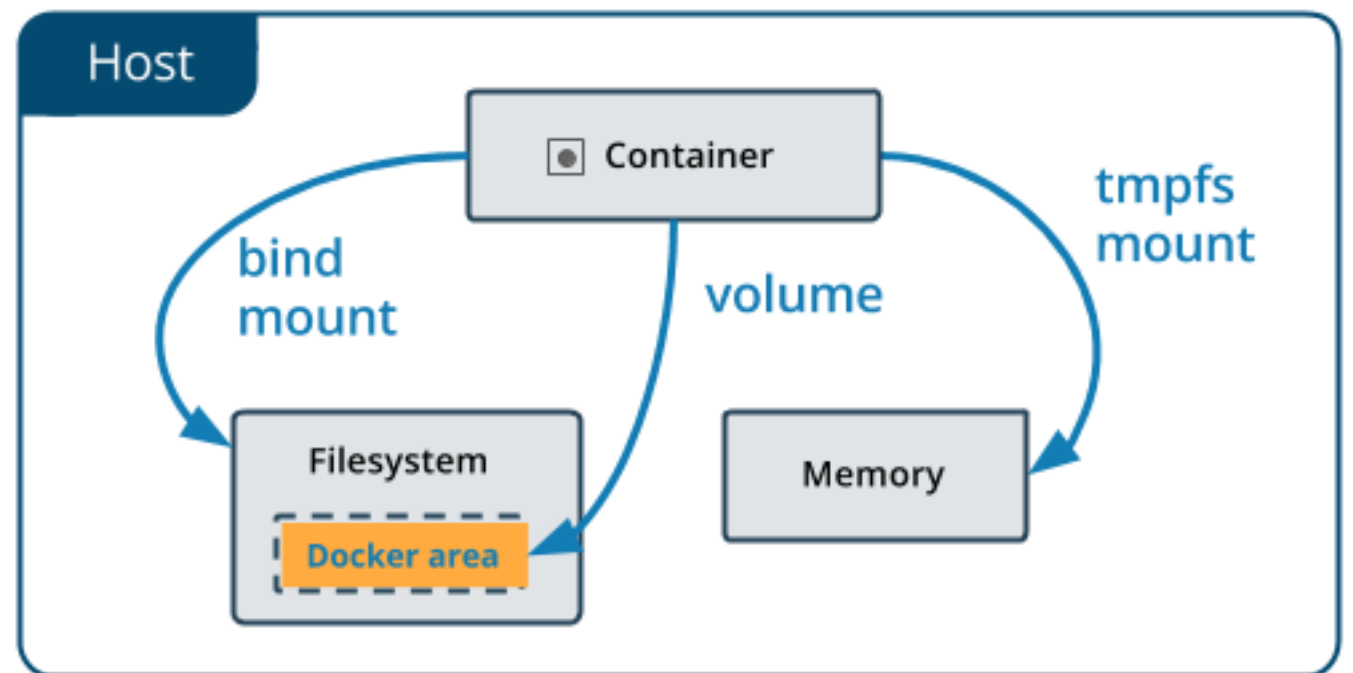 Host
Container
bind
mount
volume
tmpfs
mount
Filesystem
Docker area
Memory